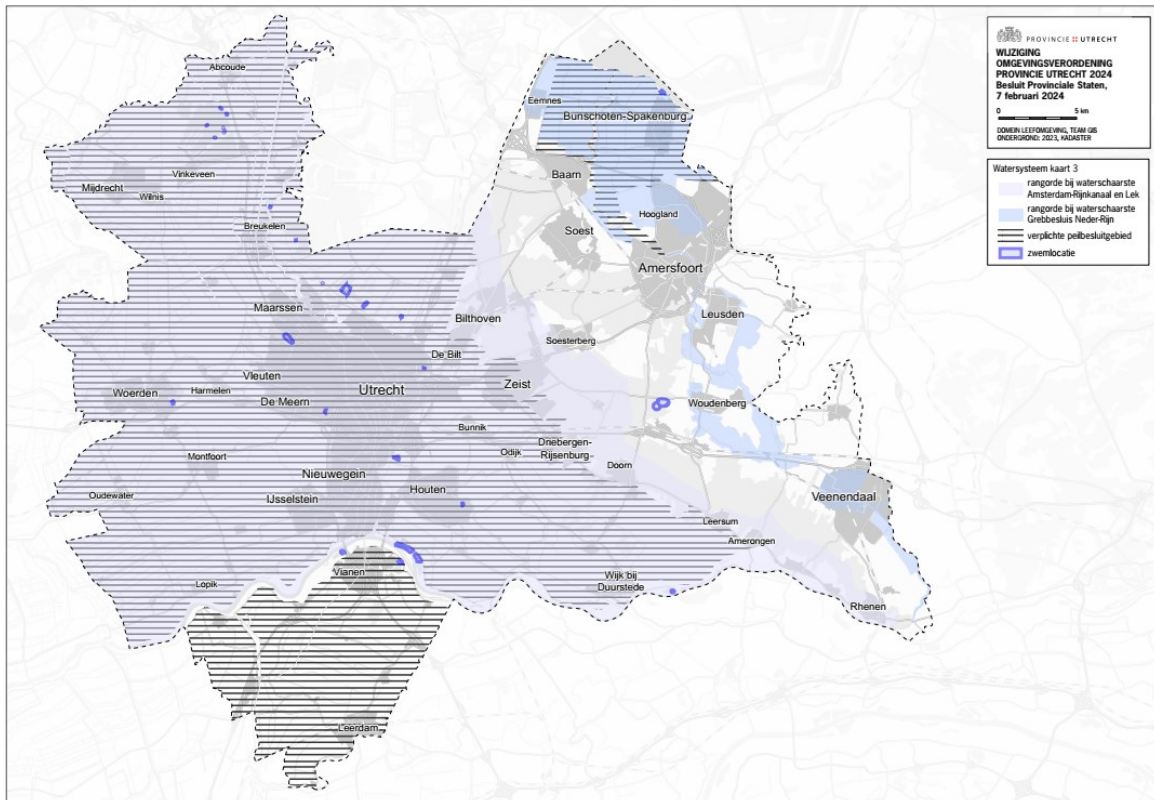 PROVINCIE UTRECHT
WIJZIGING
OMGEVINGSVERORDENING
PROVINCIE UTRECHT 2024
Besluit Provinciale Staten,
7 februari 2024
0 5 km
DOMEIN LEEFOMGEVING, TEAM GIS
ONDERGROND: 2023, KADASTER
Watersysteem kaart 3
rangorde bij waterschaarste
Amsterdam-Rijnkanaal en Lek
rangorde bij waterschaarste
Grebbesluis Neder-Rijn
verplichte peilbesluitgebied
zwemlocatie
Abcoude
Eemnes
Bunschoten-Spakenburg
Vinkeveen
Baarn
Mijdrecht
Wilnis
Hoogland
Breukelen
Soest
Amersfoort
Maarssen
Bilthoven
Leusden
Soesterberg
De Bilt
Vleuten
Zeist
Woerden
Harmelen
Utrecht
De Meern
Woudenberg
Bunnik
Driebergen-
Rijsenburg
Odijk
Montfoort
Doorn
Nieuwegein
Houten
Oudewater
IJsselstein
Veenendaal
Leersum
Amerongen
Vianen
Lopik
Wijk bij
Duurstede
Rhenen
Leerdam